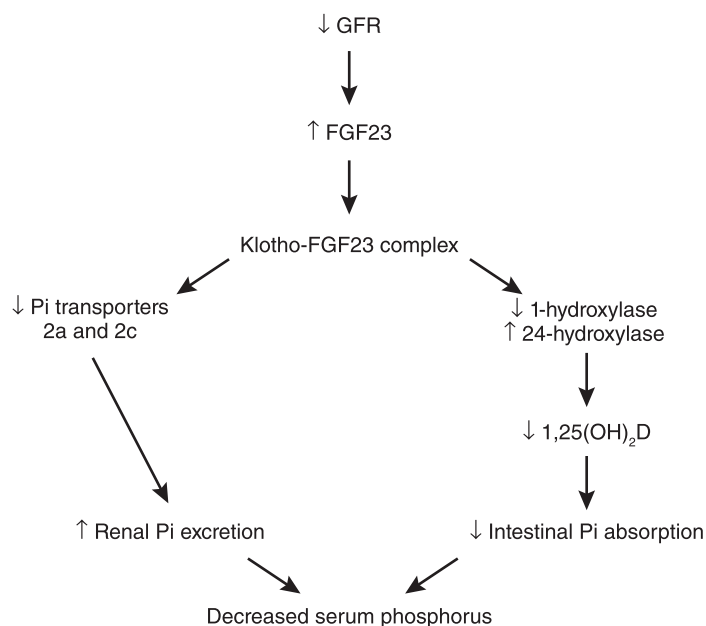 ↓ GFR
↑ FGF23
Klotho-FGF23 complex
↓ Pi transporters
2a and 2c
↓ 1-hydroxylase
↑ 24-hydroxylase
↓ 1,25(OH)₂D
↑ Renal Pi excretion
↓ Intestinal Pi absorption
Decreased serum phosphorus